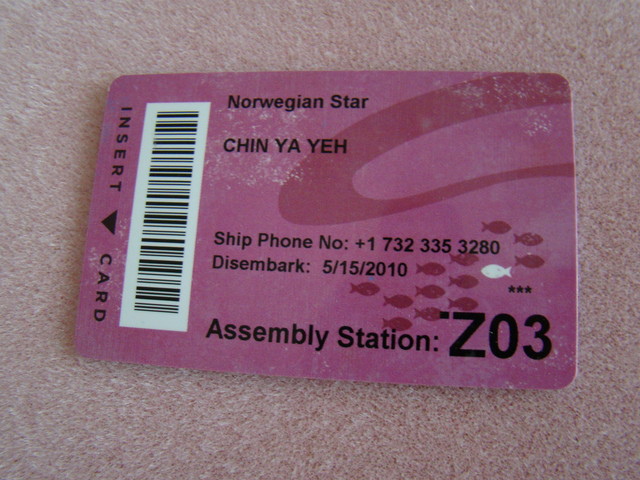 INSERT CARD
Norwegian Star
CHIN YA YEH
Ship Phone No: +1 732 335 3280
Disembark: 5/15/2010
***
Assembly Station: Z03